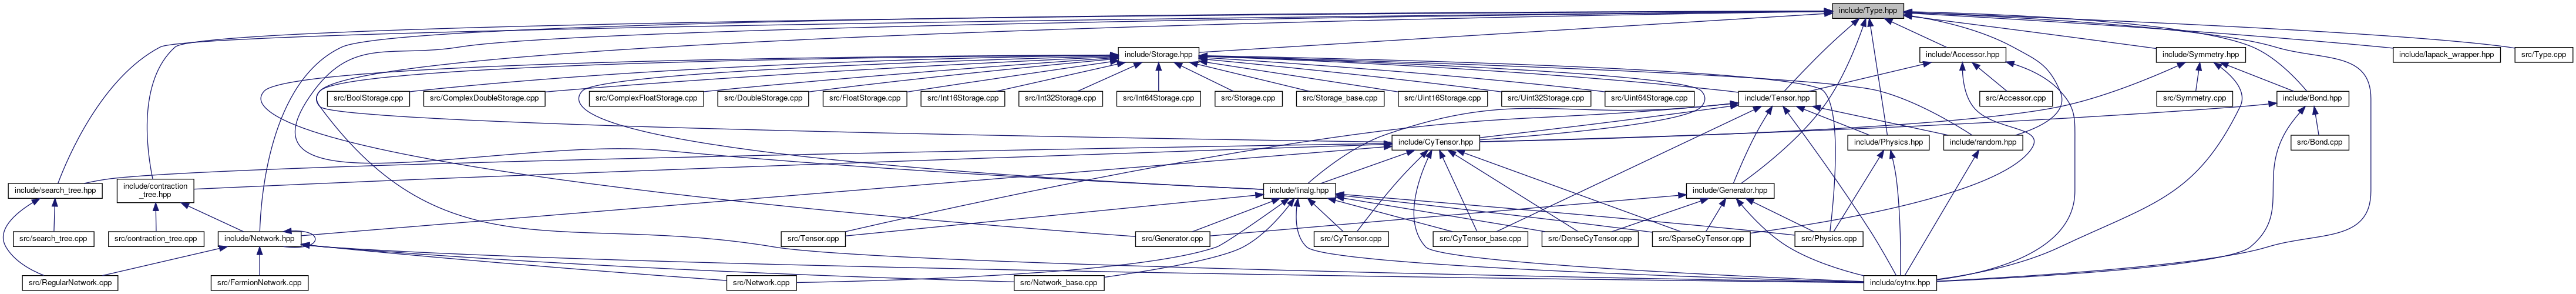 include/Type.hpp
include/Storage.hpp
include/Accessor.hpp
include/Symmetry.hpp
include/lapack_wrapper.hpp
src/Type.cpp
src/BoolStorage.cpp
src/ComplexDoubleStorage.cpp
src/ComplexFloatStorage.cpp
src/DoubleStorage.cpp
src/FloatStorage.cpp
src/Int16Storage.cpp
src/Int32Storage.cpp
src/Int64Storage.cpp
src/Storage.cpp
src/Storage_base.cpp
src/Uint16Storage.cpp
src/Uint32Storage.cpp
src/Uint64Storage.cpp
include/Tensor.hpp
src/Accessor.cpp
src/Symmetry.cpp
include/Bond.hpp
include/CyTensor.hpp
include/Physics.hpp
include/random.hpp
src/Bond.cpp
include/search_tree.hpp
include/contraction
_tree.hpp
include/linalg.hpp
include/Generator.hpp
src/search_tree.cpp
src/contraction_tree.cpp
include/Network.hpp
src/Tensor.cpp
src/Generator.cpp
src/CyTensor.cpp
src/CyTensor_base.cpp
src/DenseCyTensor.cpp
src/SparseCyTensor.cpp
src/Physics.cpp
src/RegularNetwork.cpp
src/FermionNetwork.cpp
src/Network.cpp
src/Network_base.cpp
include/cytnx.hpp